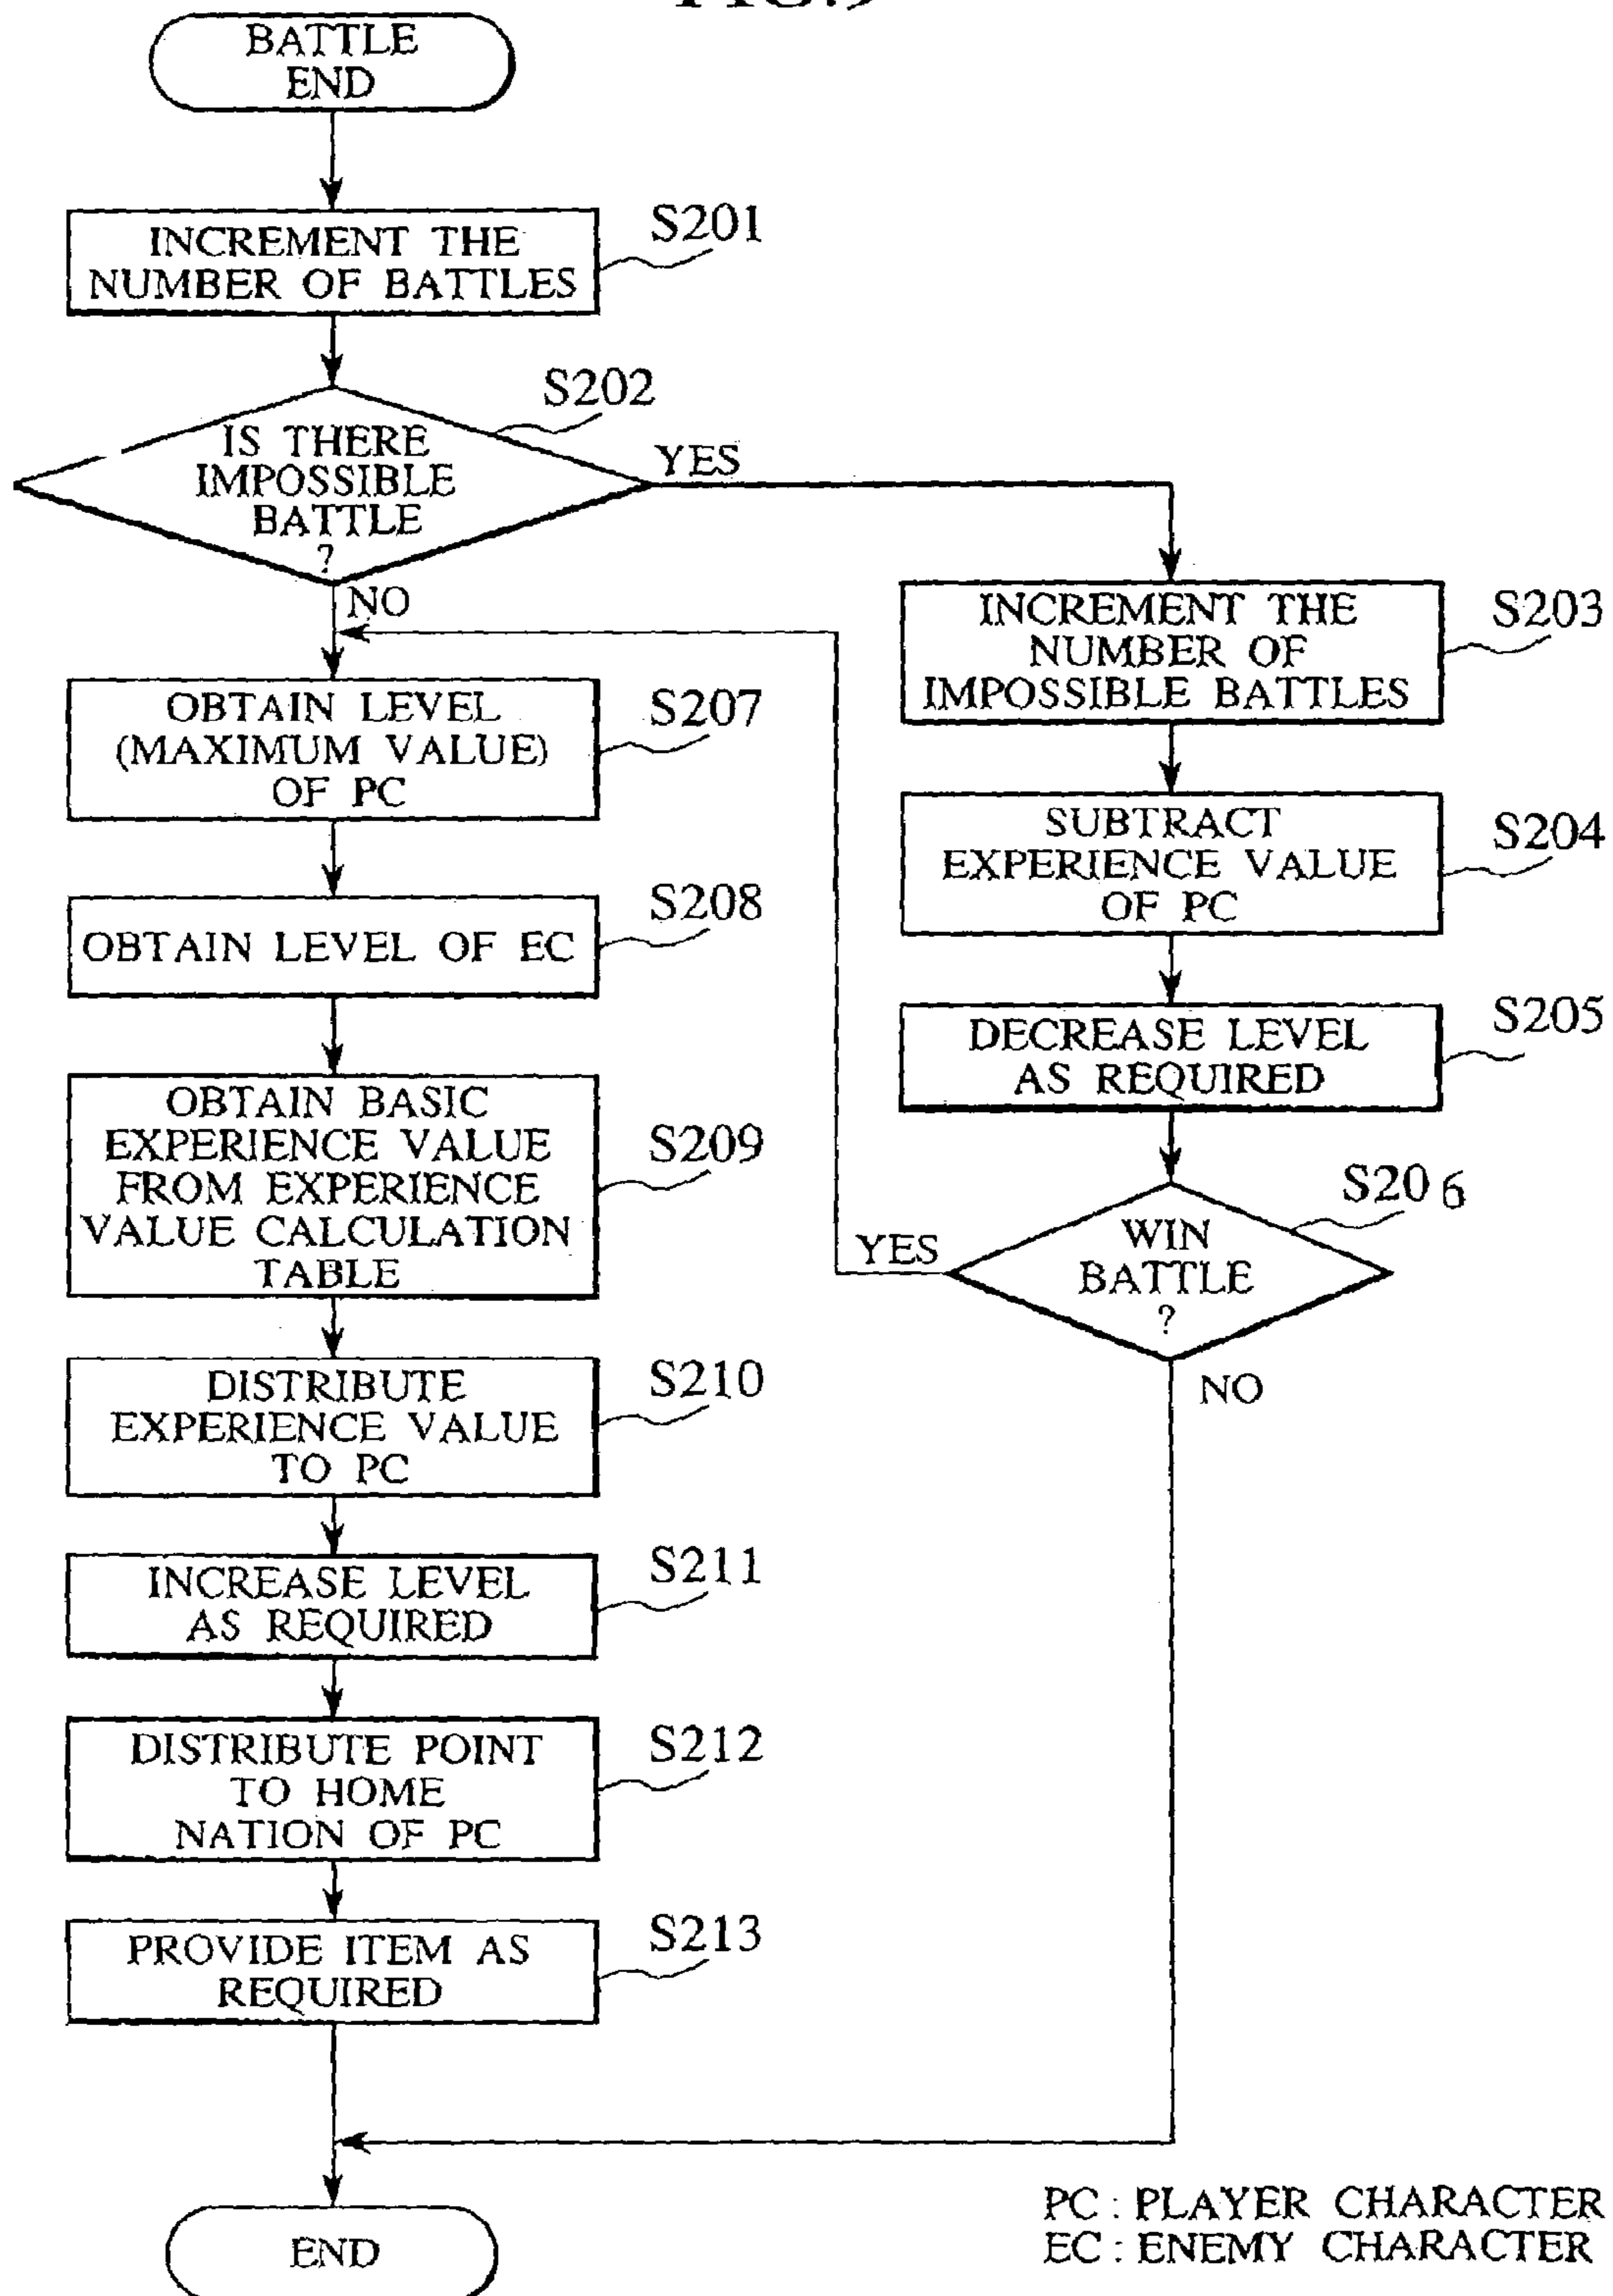 BATTLE
END
INCREMENT THE
NUMBER OF BATTLES
S201
IS THERE
IMPOSSIBLE
BATTLE
?
S202
YES
NO
INCREMENT THE
NUMBER OF
IMPOSSIBLE BATTLES
S203
SUBTRACT
EXPERIENCE VALUE
OF PC
S204
DECREASE LEVEL
AS REQUIRED
S205
WIN
BATTLE
?
S206
YES
NO
OBTAIN LEVEL
(MAXIMUM VALUE)
OF PC
S207
OBTAIN LEVEL OF EC
S208
OBTAIN BASIC
EXPERIENCE VALUE
FROM EXPERIENCE
VALUE CALCULATION
TABLE
S209
DISTRIBUTE
EXPERIENCE VALUE
TO PC
S210
INCREASE LEVEL
AS REQUIRED
S211
DISTRIBUTE POINT
TO HOME
NATION OF PC
S212
PROVIDE ITEM AS
REQUIRED
S213
END
PC : PLAYER CHARACTER
EC : ENEMY CHARACTER